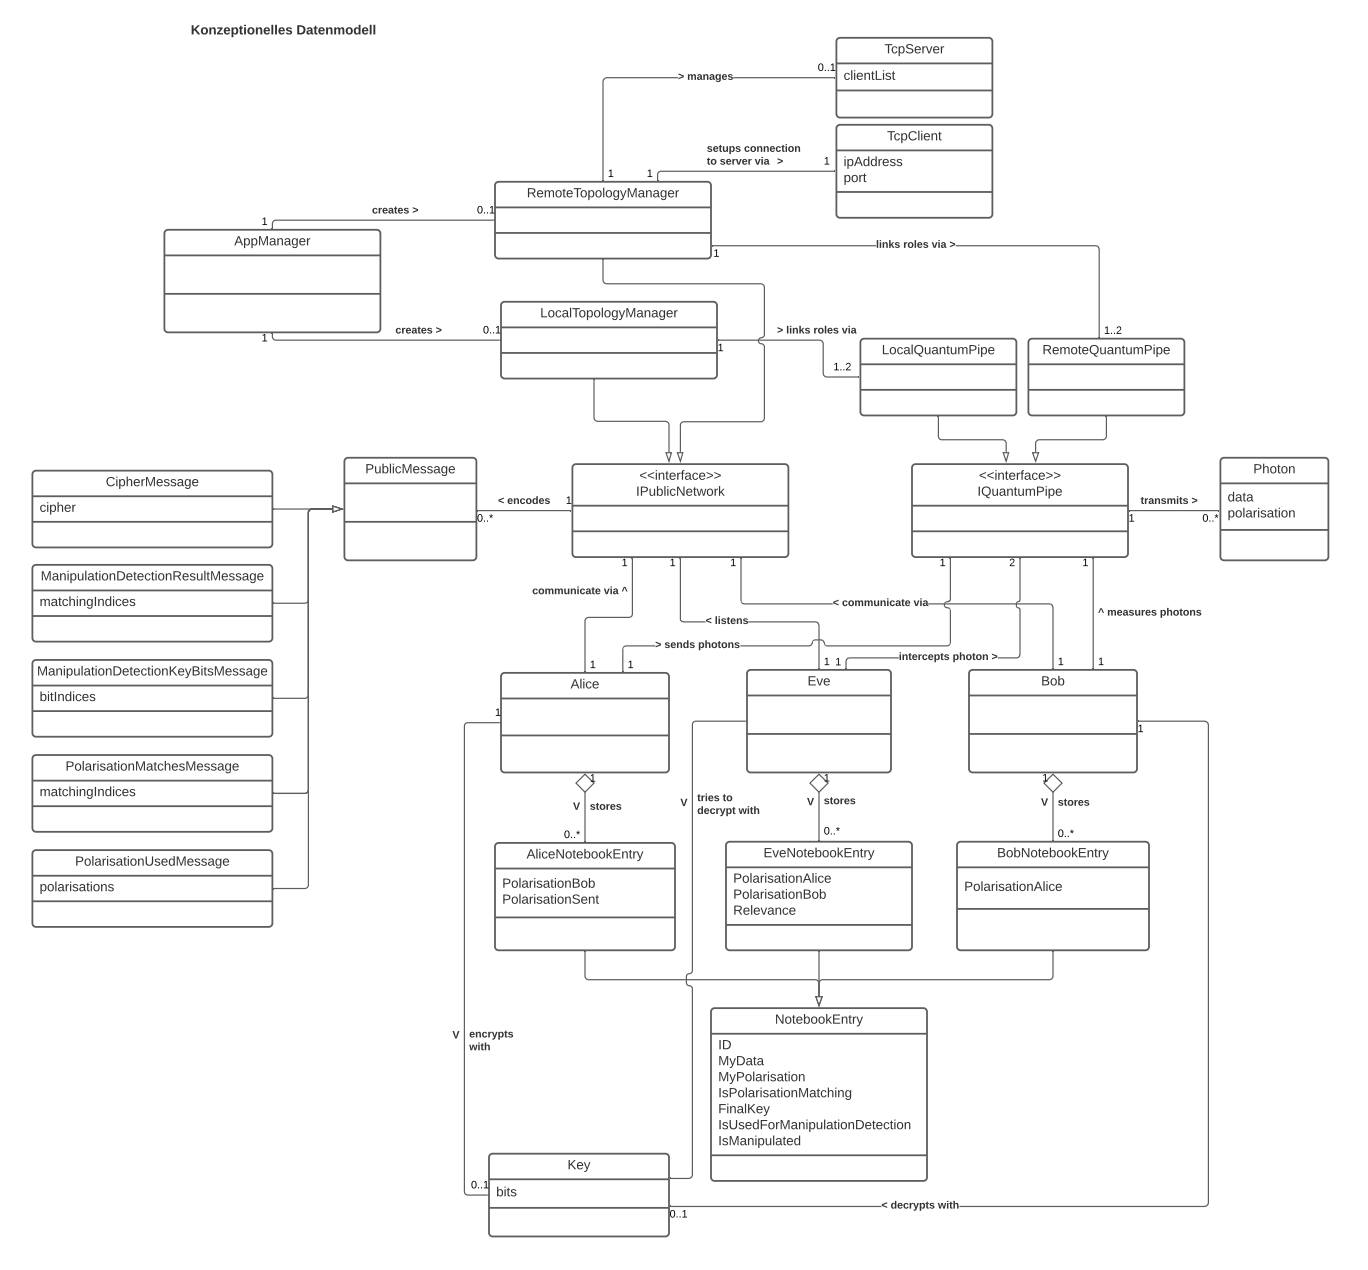 Konzeptionelles Datenmodell
TcpServer
clientList
0..1
> manages
1
TcpClient
ipAddress
port
setups connection
to server via >
1
1
RemoteTopologyManager
creates >
0..1
1
AppManager
1
links roles via >
1..2
1
creates >
0..1
LocalTopologyManager
1
> links roles via
1..2
LocalQuantumPipe
RemoteQuantumPipe
CipherMessage
cipher
PublicMessage
< encodes
1
0..*
<<interface>>
IPublicNetwork
<<interface>>
IQuantumPipe
transmits >
1
0..*
Photon
data
polarisation
ManipulationDetectionResultMessage
matchingIndices
1
1
1
1
2
1
communicate via ^
< communicate via
^ measures photons
< listens
> sends photons
intercepts photon >
1
1
1
1
1
1
ManipulationDetectionKeyBitsMessage
bitIndices
Alice
Eve
Bob
1
1
PolarisationMatchesMessage
matchingIndices
1
1
1
V stores
V tries to
decrypt with
V stores
V stores
0..*
0..*
0..*
PolarisationUsedMessage
polarisations
AliceNotebookEntry
PolarisationBob
PolarisationSent
EveNotebookEntry
PolarisationAlice
PolarisationBob
Relevance
BobNotebookEntry
PolarisationAlice
V encrypts
with
NotebookEntry
ID
MyData
MyPolarisation
IsPolarisationMatching
FinalKey
IsUsedForManipulationDetection
IsManipulated
Key
bits
0..1
0..1
< decrypts with